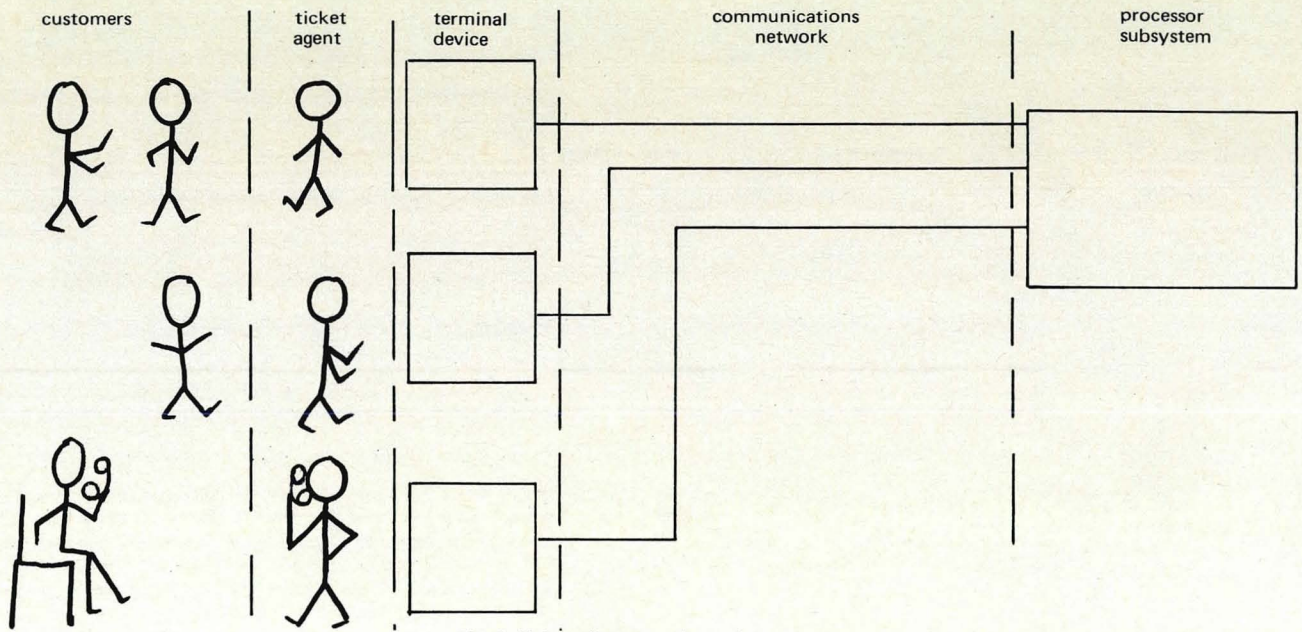 customers
ticket
agent
terminal
device
communications
network
processor
subsystem